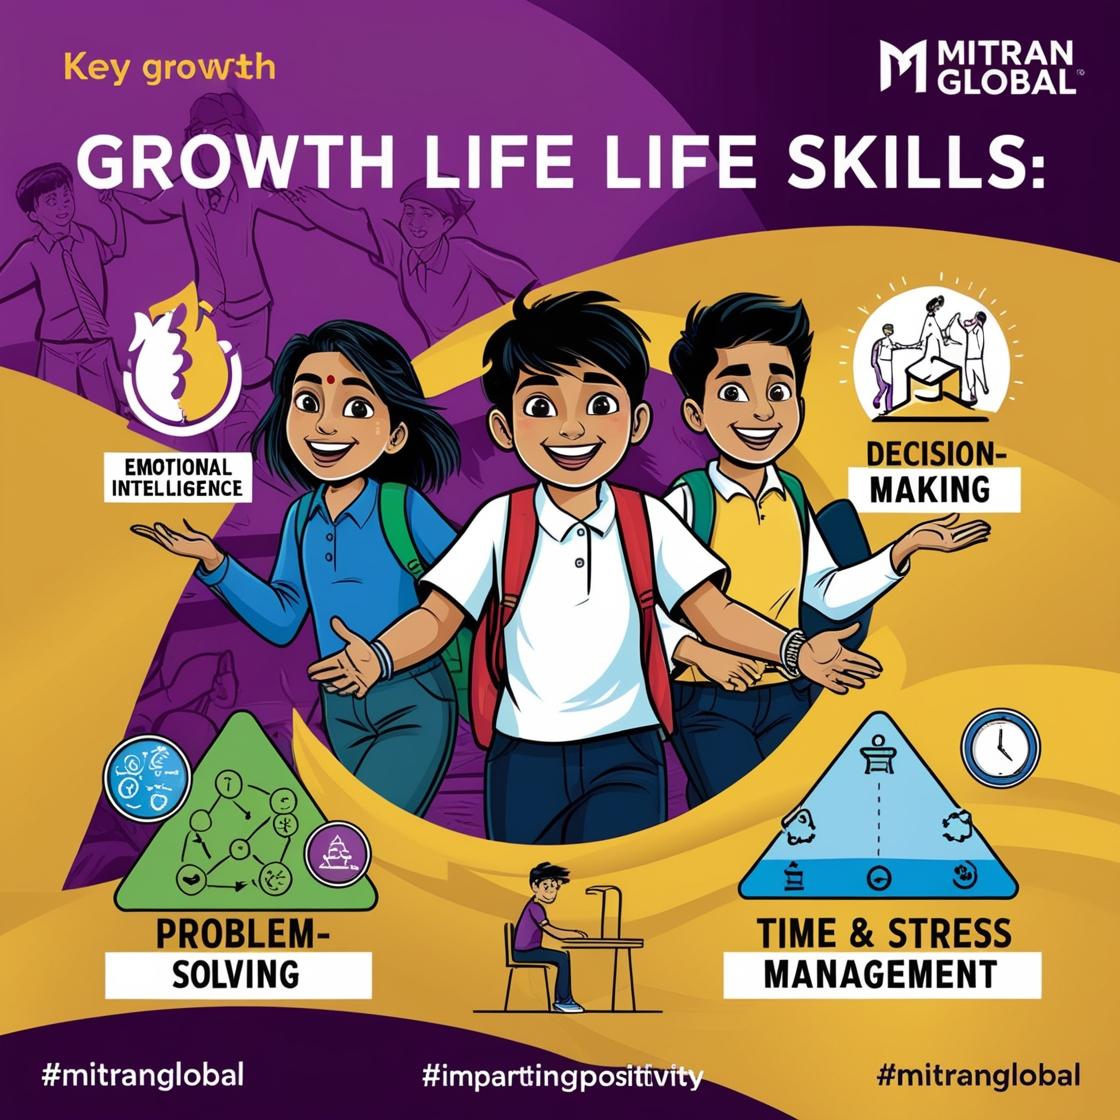 Key growth
MITRAN
GLOBAL
GROWTH LIFE LIFE SKILLS:
EMOTIONAL
INTELLIGENCE
DECISION-
MAKING
PROBLEM-
SOLVING
TIME & STRESS
MANAGEMENT
#mitranglobal
#imparttingposittivity
#mitranglobal